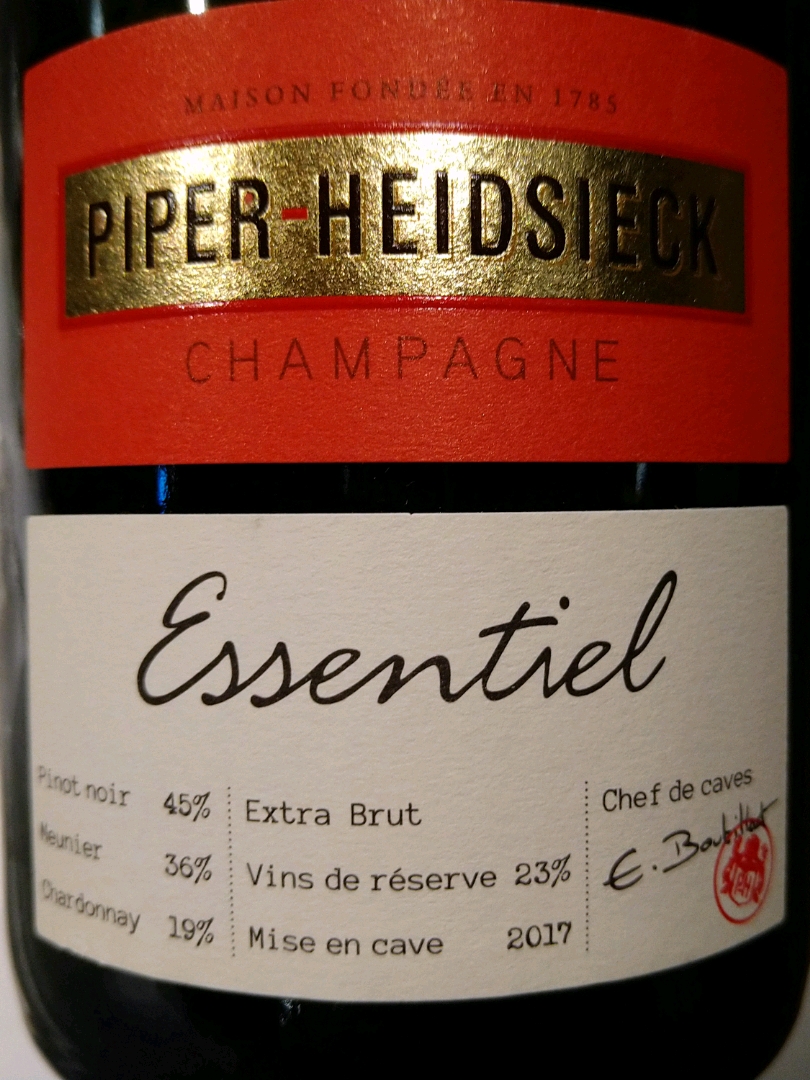 MAISON FONDÉE EN 1785
PIPER-HEIDSIECK
CHAMPAGNE
Essentiel
Pinot noir 45%
Meunier 36%
Chardonnay 19%
Extra Brut
Vins de réserve 23%
Mise en cave 2017
Chef de caves
E. Boutillot